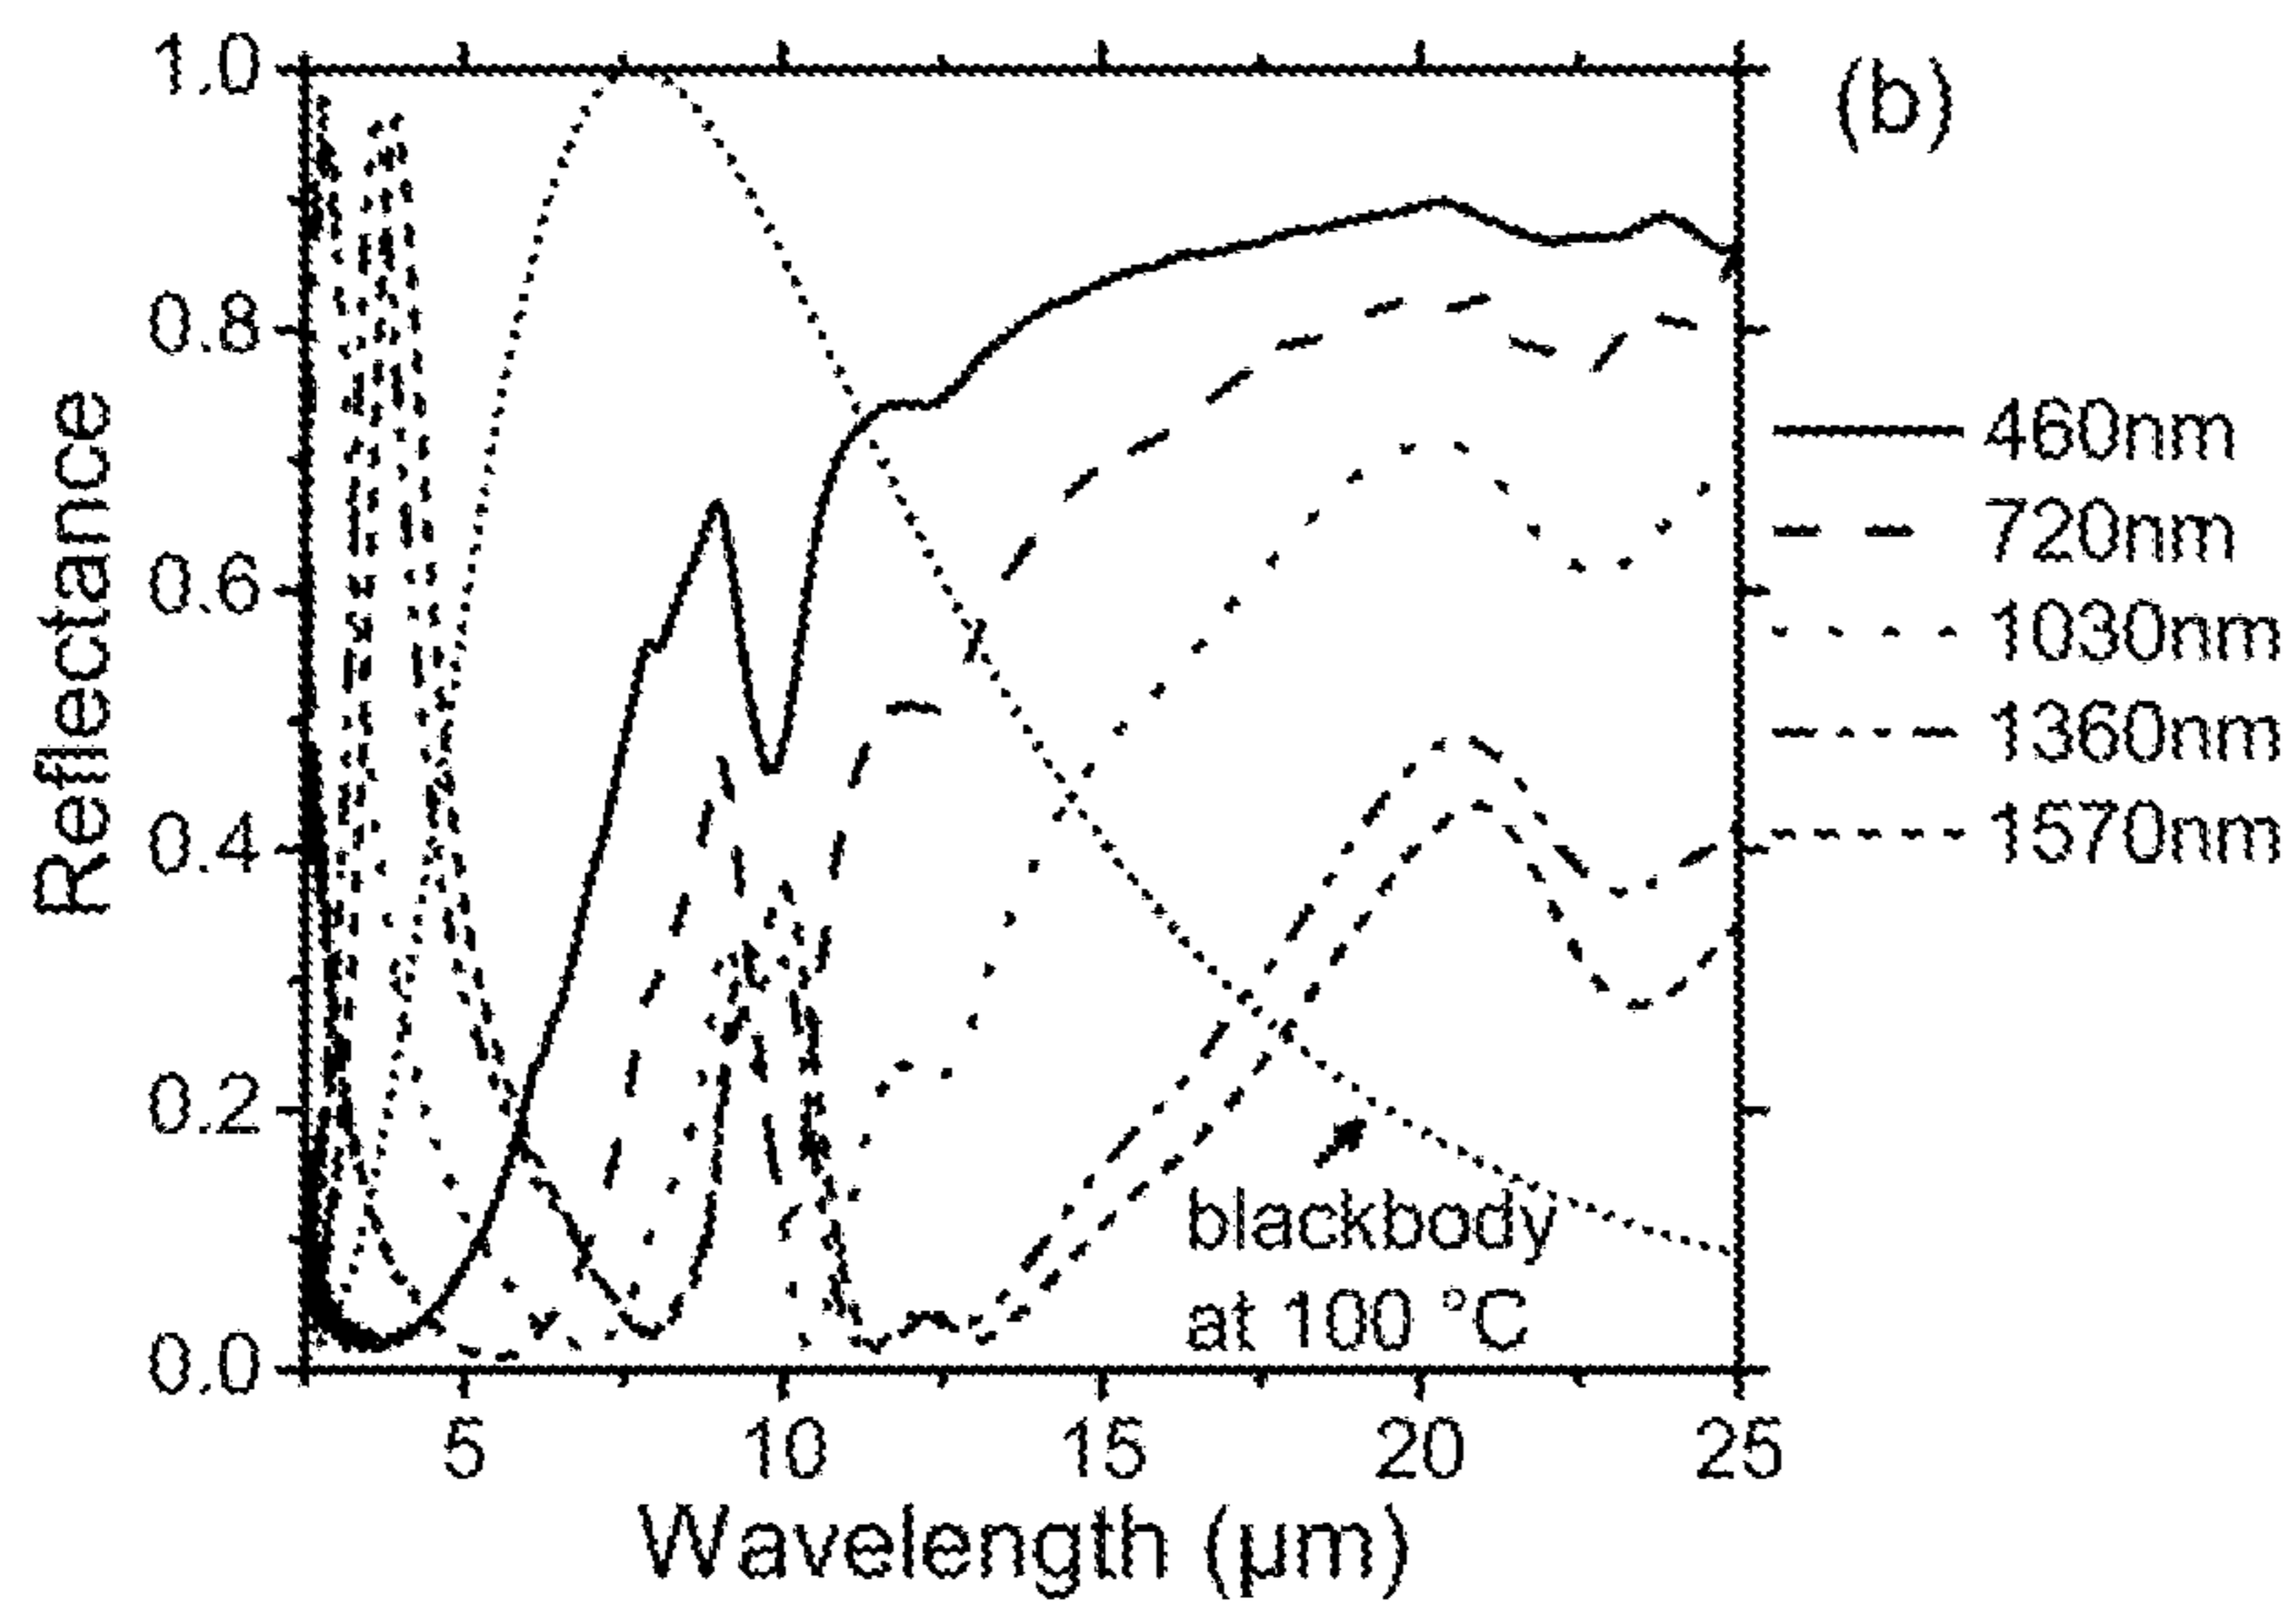 (b)
1.0
0.8
0.6
0.4
0.2
0.0
Reflectance
460nm
720nm
1030nm
1360nm
1570nm
blackbody
at 100 °C
5 10 15 20 25
Wavelength (µm)